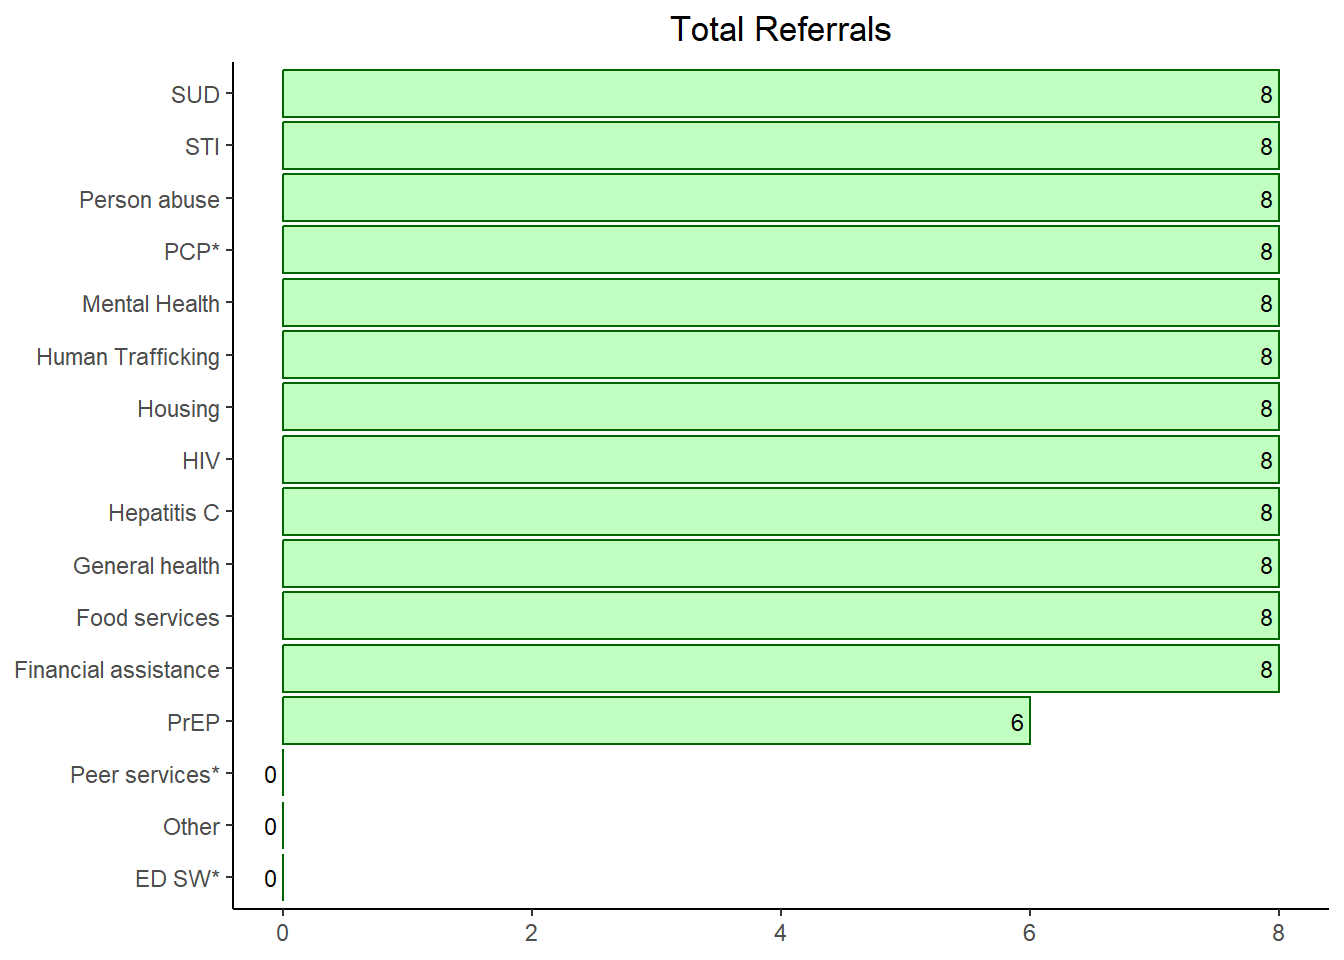 Total Referrals
SUD 8
STI 8
Person abuse 8
PCP* 8
Mental Health 8
Human Trafficking 8
Housing 8
HIV 8
Hepatitis C 8
General health 8
Food services 8
Financial assistance 8
PrEP 6
Peer services* 0
Other 0
ED SW* 0
0 2 4 6 8